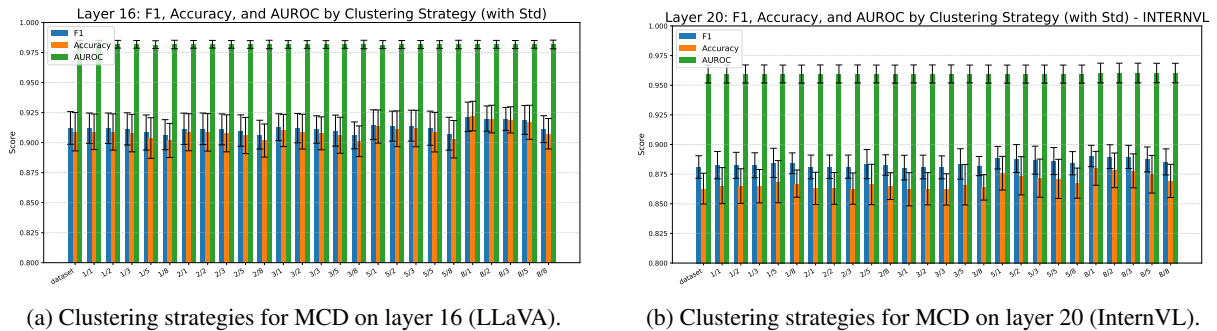 Layer 16: F1, Accuracy, and AUROC by Clustering Strategy (with Std)
1.000
0.975
0.950
0.925
0.900
0.875
0.850
0.825
0.800
Score
F1
Accuracy
AUROC
dataset 1/1 1/2 1/3 1/5 1/8 2/1 2/2 2/3 2/5 2/8 3/1 3/2 3/3 3/5 3/8 5/1 5/2 5/3 5/5 5/8 8/1 8/2 8/3 8/5 8/8
(a) Clustering strategies for MCD on layer 16 (LLaVA).
Layer 20: F1, Accuracy, and AUROC by Clustering Strategy (with Std) - INTERNVL
1.000
0.975
0.950
0.925
0.900
0.875
0.850
0.825
0.800
Score
F1
Accuracy
AUROC
dataset 1/1 1/2 1/3 1/5 1/8 2/1 2/2 2/3 2/5 2/8 3/1 3/2 3/3 3/5 3/8 5/1 5/2 5/3 5/5 5/8 8/1 8/2 8/3 8/5 8/8
(b) Clustering strategies for MCD on layer 20 (InternVL).